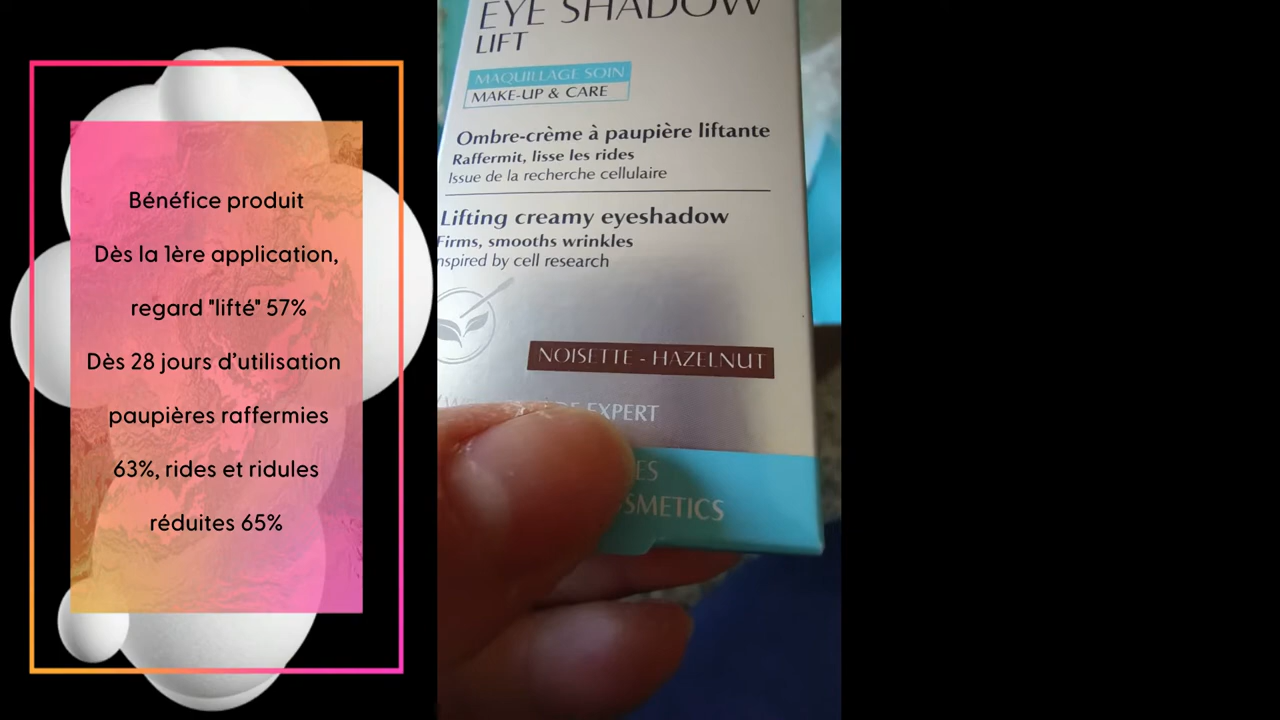 Bénéfice produit
Dès la 1ère application,
regard "lifté" 57%
Dès 28 jours d'utilisation
paupières raffermies
63%, rides et ridules
réduites 65%
EYE SHADOW
LIFT
MAQUILLAGE SOIN
MAKE-UP & CARE
Ombre-crème à paupière liftante
Raffermit, lisse les rides
Issue de la recherche cellulaire
Lifting creamy eyeshadow
Firms, smooths wrinkles
nspired by cell research
NOISETTE - HAZELNUT
EXPERT
ES
SMETICS